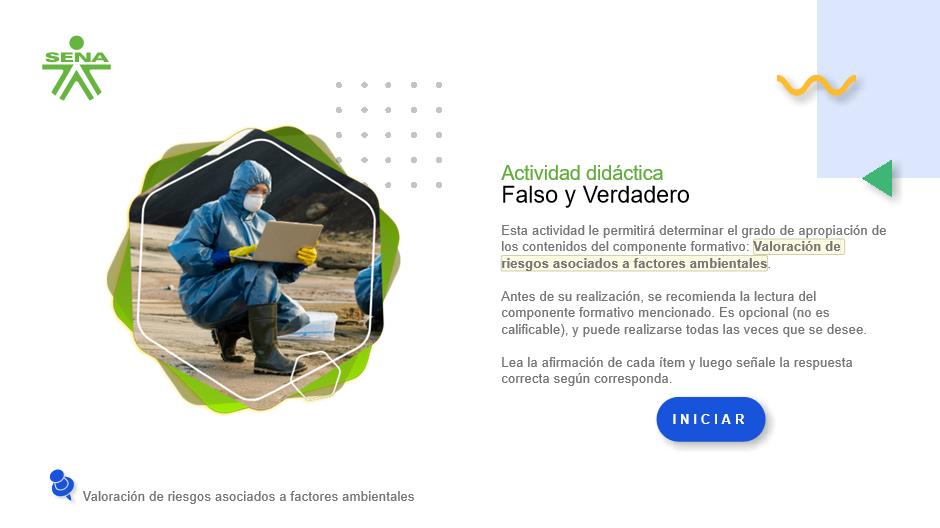 SENA
Actividad didáctica
Falso y Verdadero
Esta actividad le permitirá determinar el grado de apropiación de
los contenidos del componente formativo: Valoración de
riesgos asociados a factores ambientales.
Antes de su realización, se recomienda la lectura del
componente formativo mencionado. Es opcional (no es
calificable), y puede realizarse todas las veces que se desee.
Lea la afirmación de cada ítem y luego señale la respuesta
correcta según corresponda.
INICIAR
Valoración de riesgos asociados a factores ambientales